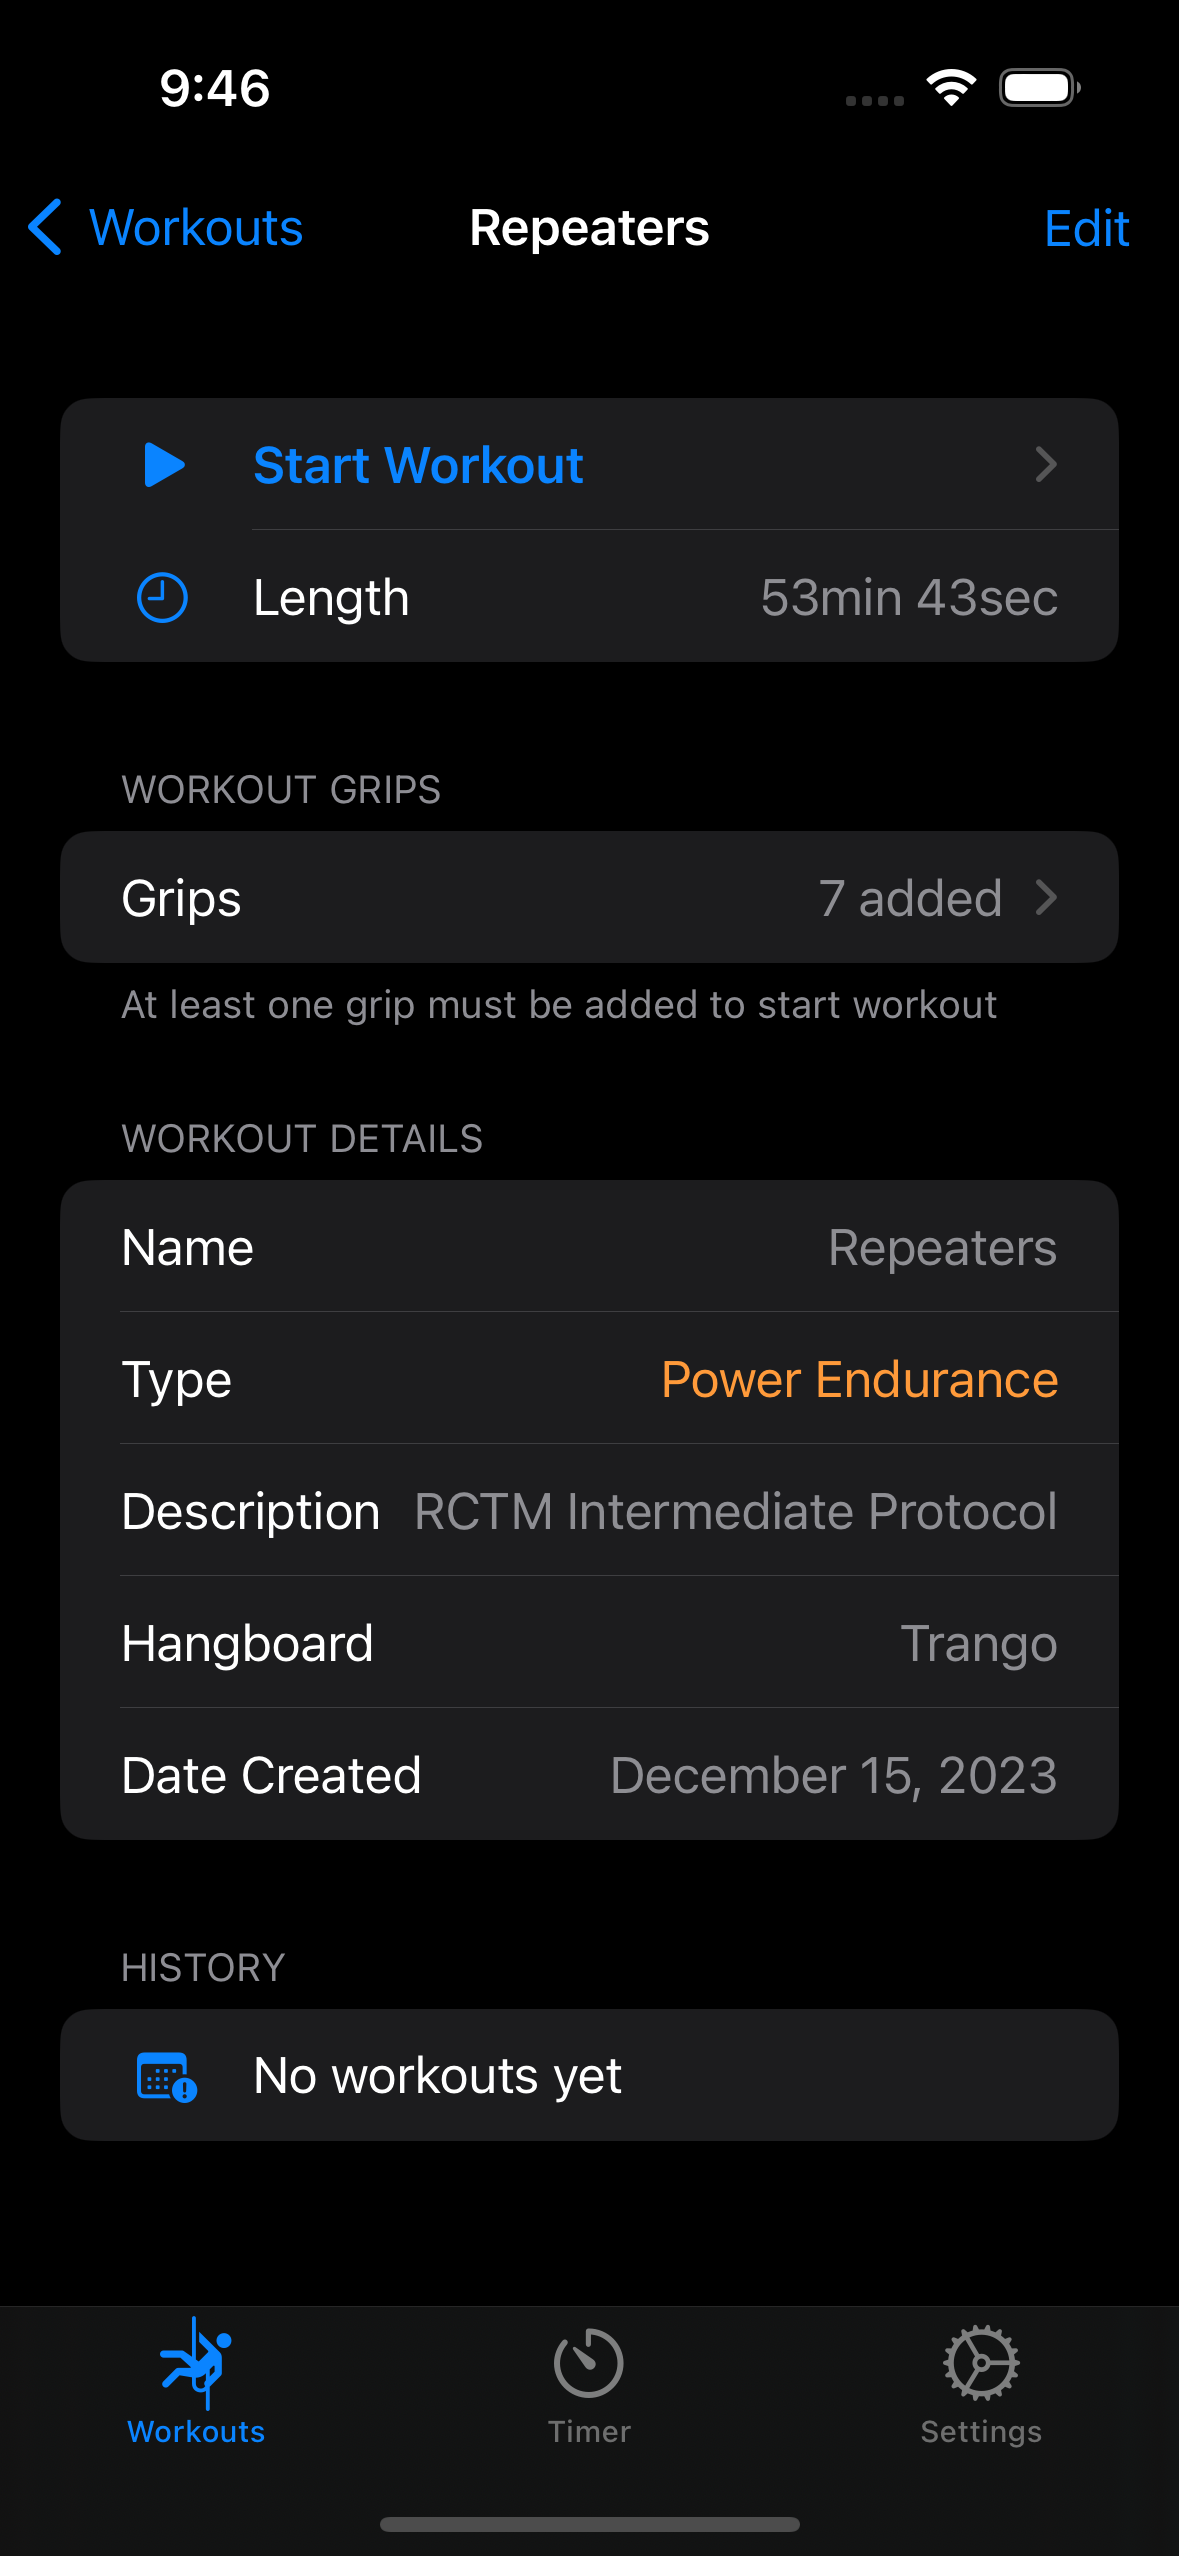 9:46
Workouts Repeaters Edit
Start Workout
Length 53min 43sec
WORKOUT GRIPS
Grips 7 added
At least one grip must be added to start workout
WORKOUT DETAILS
Name Repeaters
Type Power Endurance
Description RCTM Intermediate Protocol
Hangboard Trango
Date Created December 15, 2023
HISTORY
No workouts yet
Workouts Timer Settings